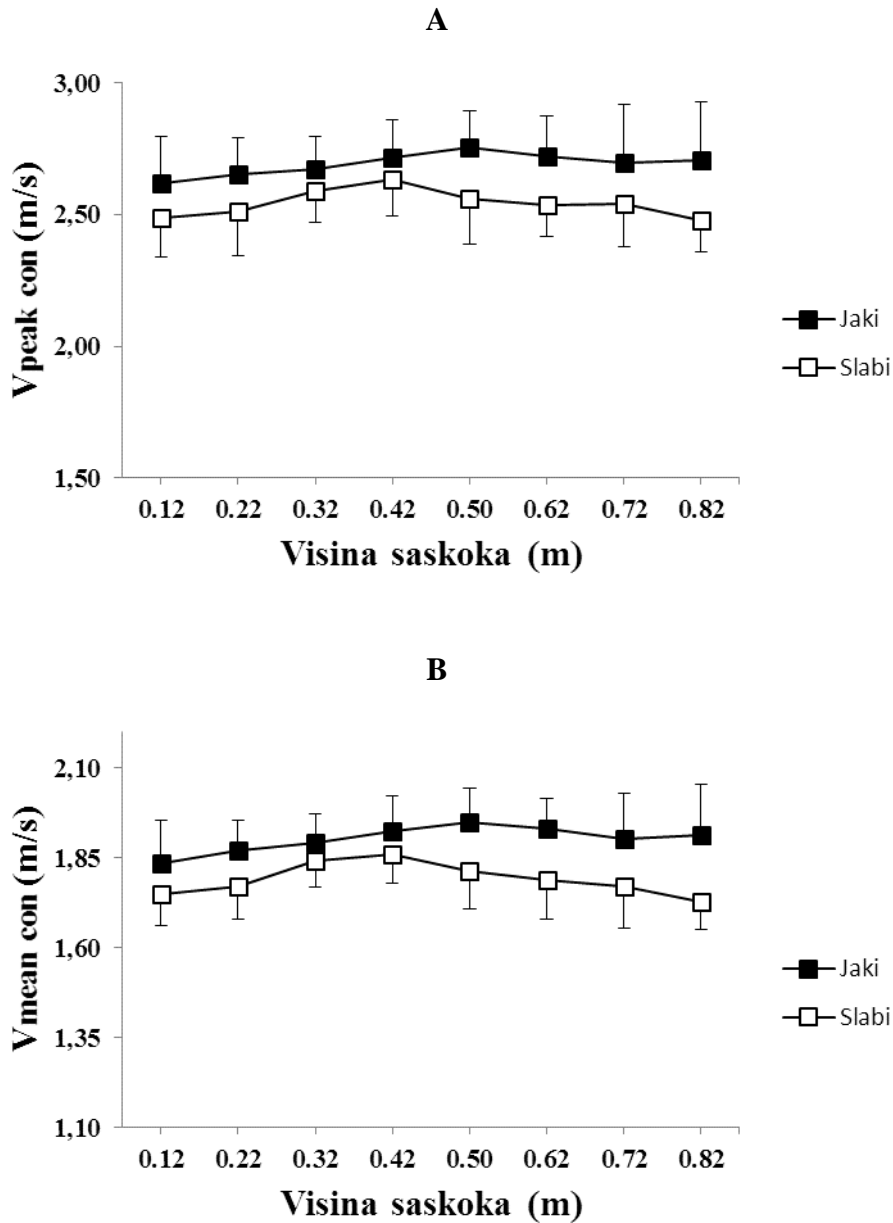 A
3,00
2,50
2,00
1,50
Vpeak con (m/s)
0.12 0.22 0.32 0.42 0.50 0.62 0.72 0.82
Visina saskoka (m)
Jaki
Slabi
B
2,10
1,85
1,60
1,35
1,10
Vmean con (m/s)
0.12 0.22 0.32 0.42 0.50 0.62 0.72 0.82
Visina saskoka (m)
Jaki
Slabi